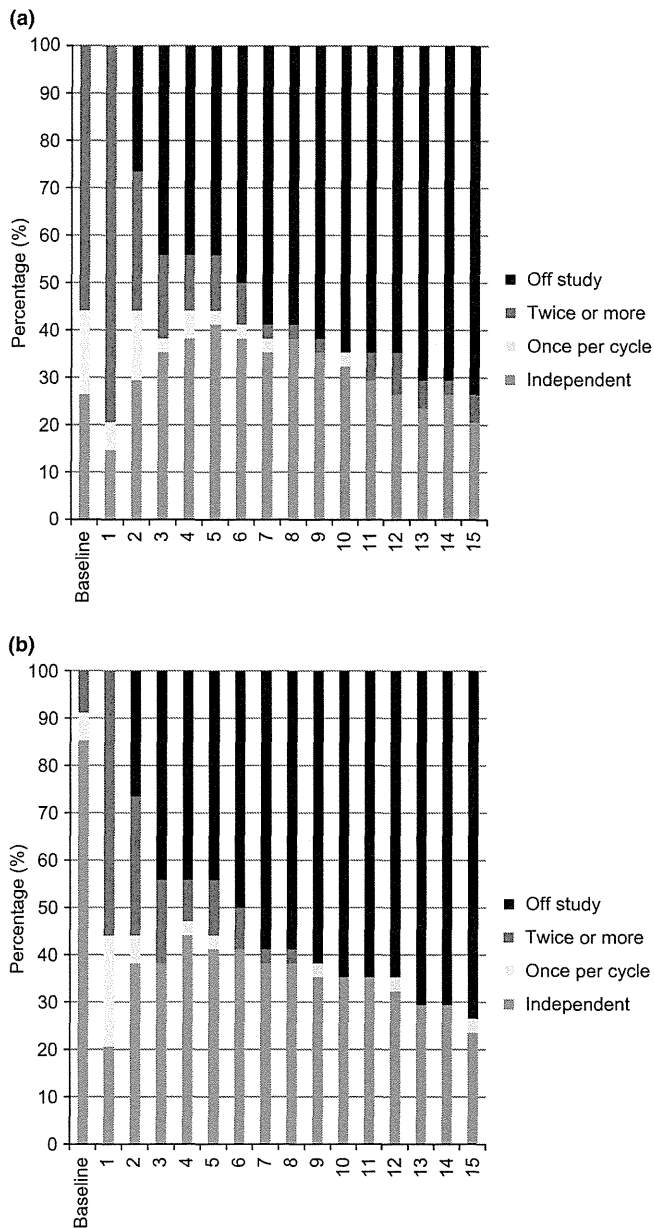 (a)
100
90
80
70
60
50
40
30
20
10
0
Percentage (%)
Off study
Twice or more
Once per cycle
Independent
Baseline 1 2 3 4 5 6 7 8 9 10 11 12 13 14 15
(b)
100
90
80
70
60
50
40
30
20
10
0
Percentage (%)
Off study
Twice or more
Once per cycle
Independent
Baseline 1 2 3 4 5 6 7 8 9 10 11 12 13 14 15